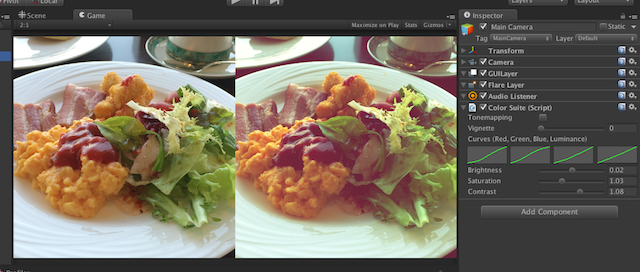 Pivot
Local
Layers
Layout
Scene
Game
2:1
Maximize on Play
Stats
Gizmos
Inspector
Main Camera
Static
Tag
MainCamera
Layer
Default
Transform
Camera
GUILayer
Flare Layer
Audio Listener
Color Suite (Script)
Tonemapping
Vignette
0
Curves (Red, Green, Blue, Luminance)
Brightness
0.02
Saturation
1.03
Contrast
1.08
Add Component